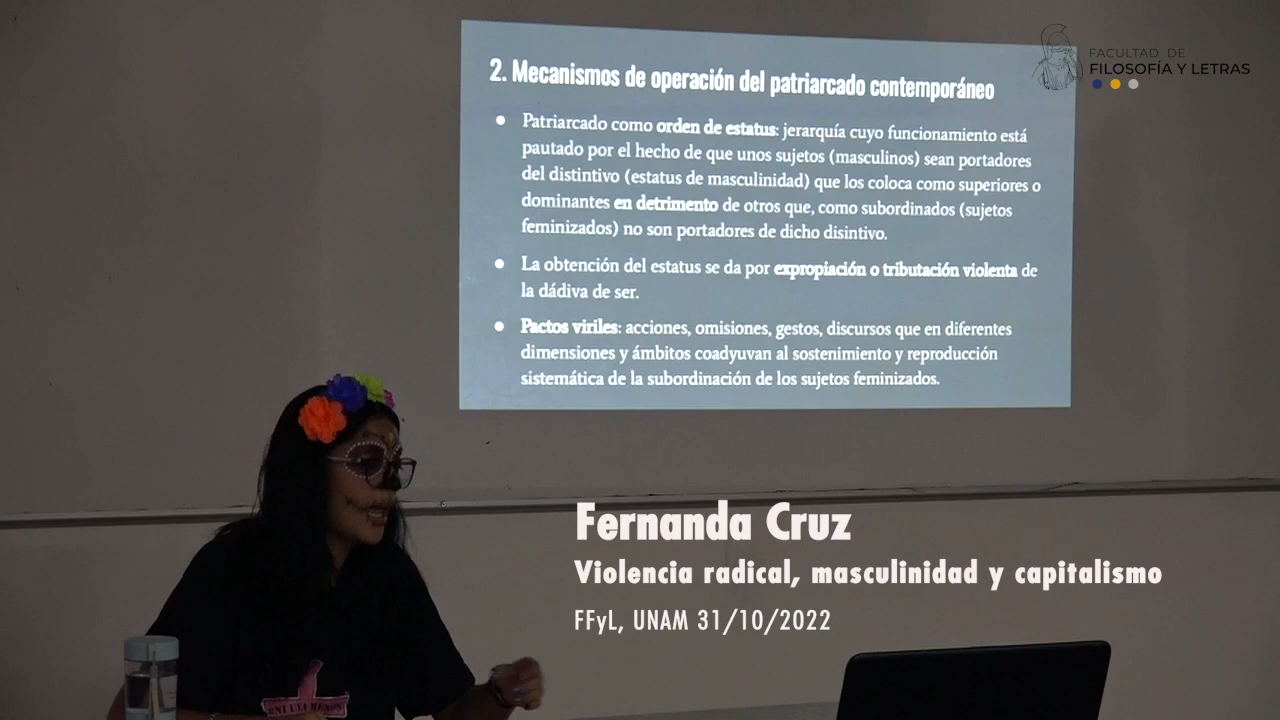 FACULTAD DE
FILOSOFÍA Y LETRAS
2. Mecanismos de operación del patriarcado contemporáneo
● Patriarcado como orden de estatus: jerarquía cuyo funcionamiento está
pautado por el hecho de que unos sujetos (masculinos) sean portadores
del distintivo (estatus de masculinidad) que los coloca como superiores o
dominantes en detrimento de otros que, como subordinados (sujetos
feminizados) no son portadores de dicho disintivo.
● La obtención del estatus se da por expropiación o tributación violenta de
la dádiva de ser.
● Pactos viriles: acciones, omisiones, gestos, discursos que en diferentes
dimensiones y ámbitos coadyuvan al sostenimiento y reproducción
sistemática de la subordinación de los sujetos feminizados.
Fernanda Cruz
Violencia radical, masculinidad y capitalismo
FFyL, UNAM 31/10/2022
#NI UNA MENOS